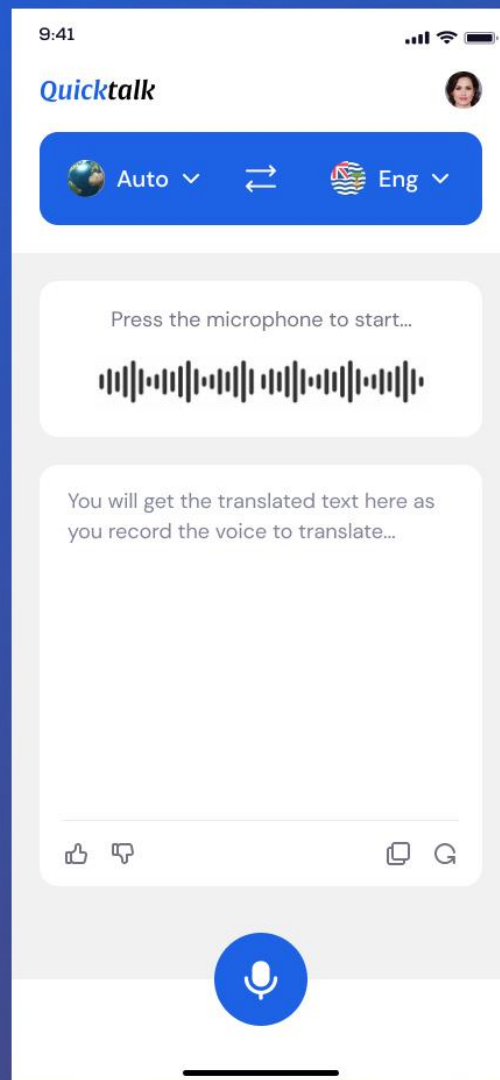 9:41
Quicktalk
Auto
Eng
Press the microphone to start...
You will get the translated text here as
you record the voice to translate...